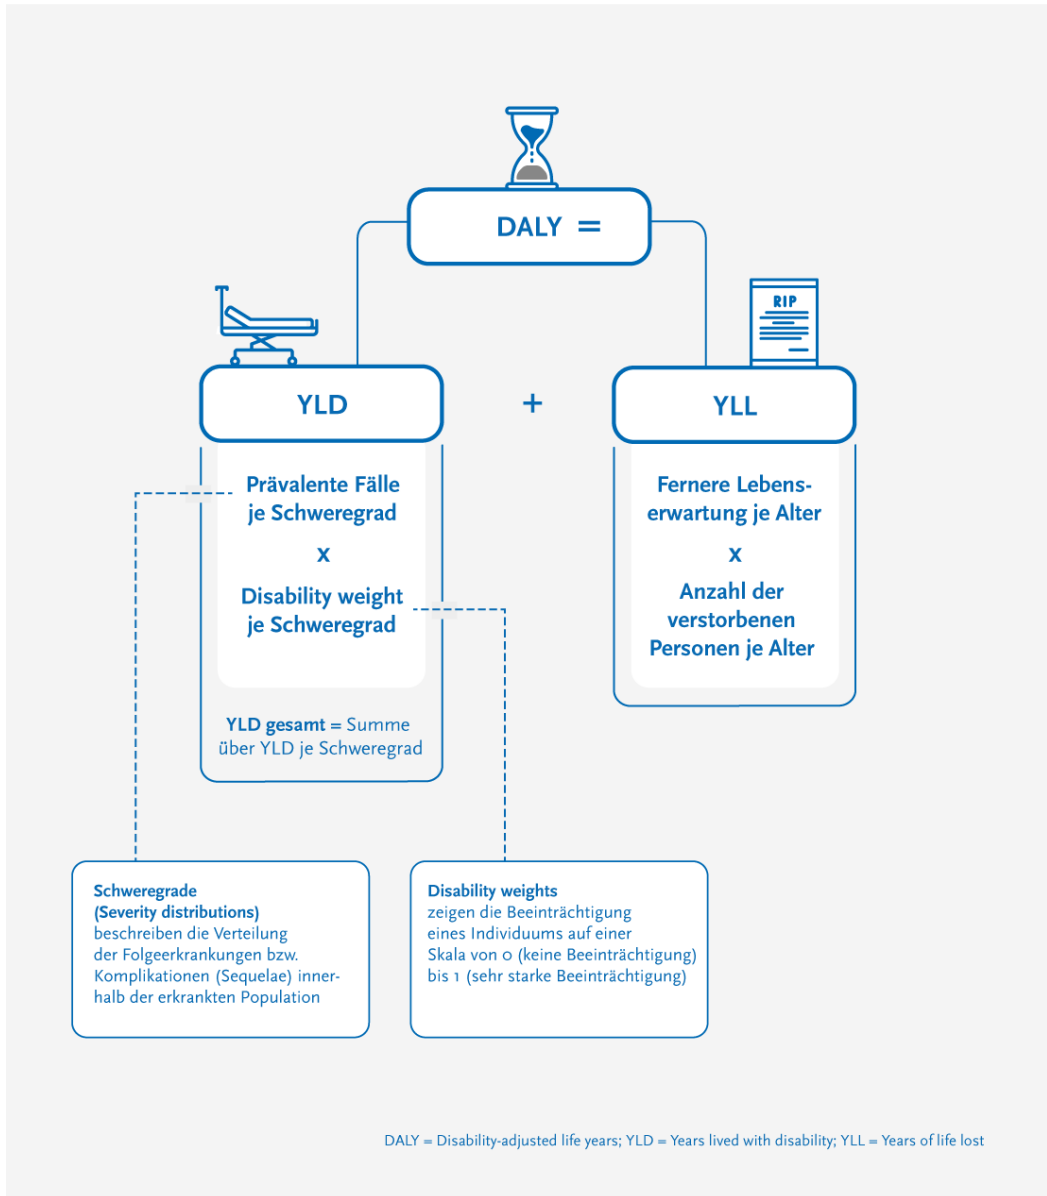 DALY =
RIP
YLD
+
YLL
Prävalente Fälle
je Schweregrad
x
Disability weight
je Schweregrad
YLD gesamt = Summe
über YLD je Schweregrad
Fernere Lebens-
erwartung je Alter
x
Anzahl der
verstorbenen
Personen je Alter
Schweregrade
(Severity distributions)
beschreiben die Verteilung
der Folgeerkrankungen bzw.
Komplikationen (Sequelae) inner-
halb der erkrankten Population
Disability weights
zeigen die Beeinträchtigung
eines Individuums auf einer
Skala von 0 (keine Beeinträchtigung)
bis 1 (sehr starke Beeinträchtigung)
DALY = Disability-adjusted life years; YLD = Years lived with disability; YLL = Years of life lost